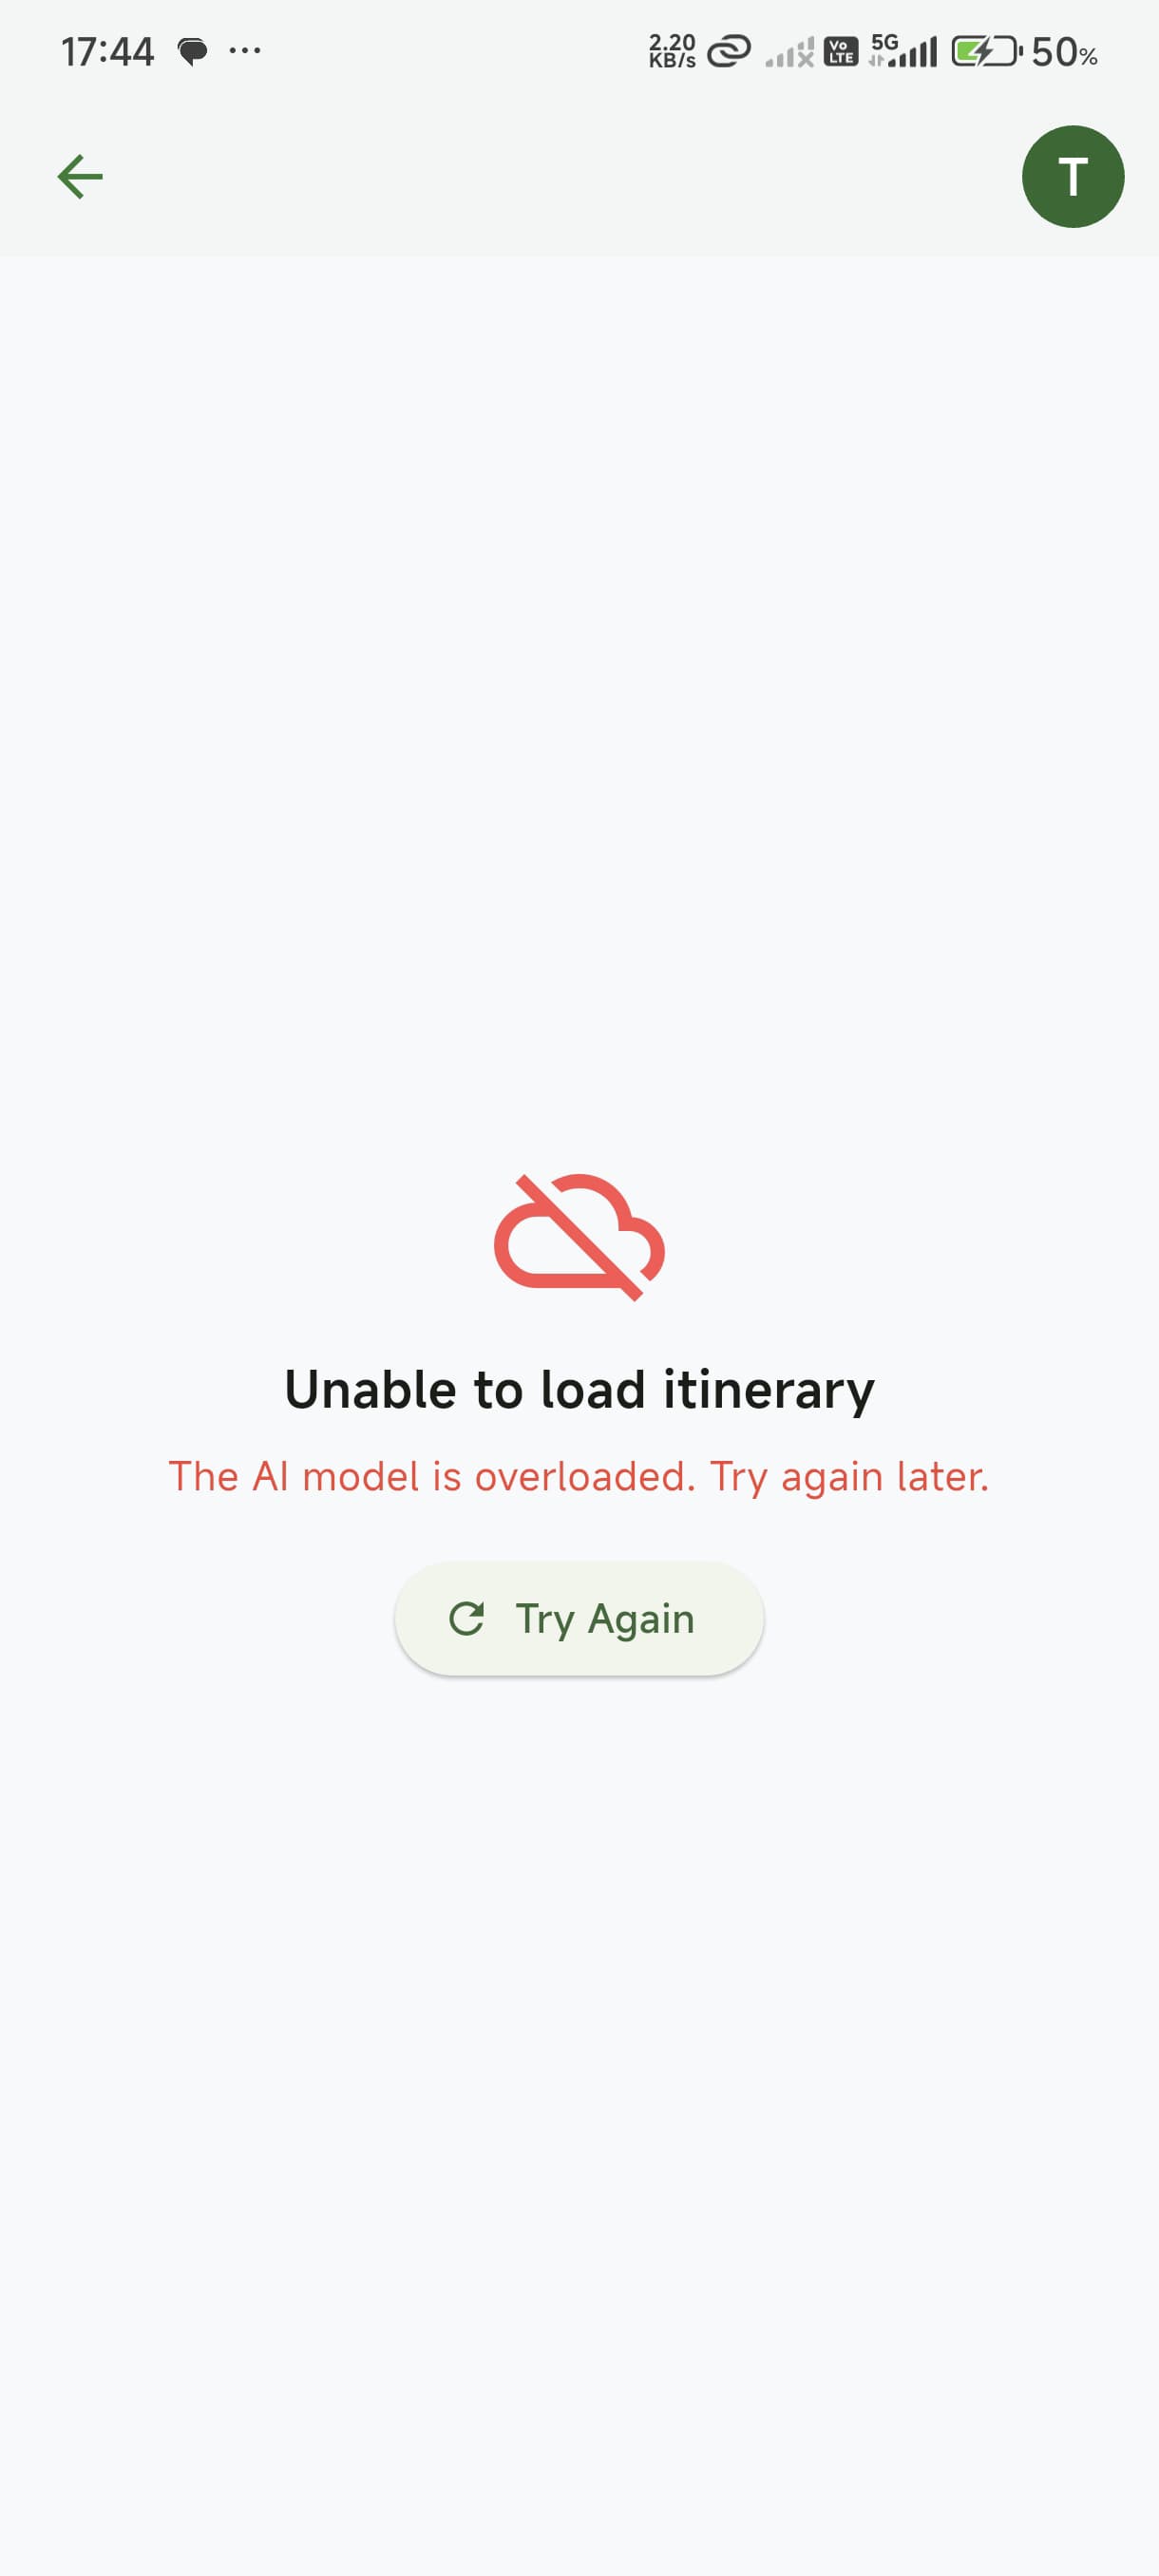 17:44 ... 2.20 KB/s Vo LTE 5G 50%
T
Unable to load itinerary
The AI model is overloaded. Try again later.
Try Again